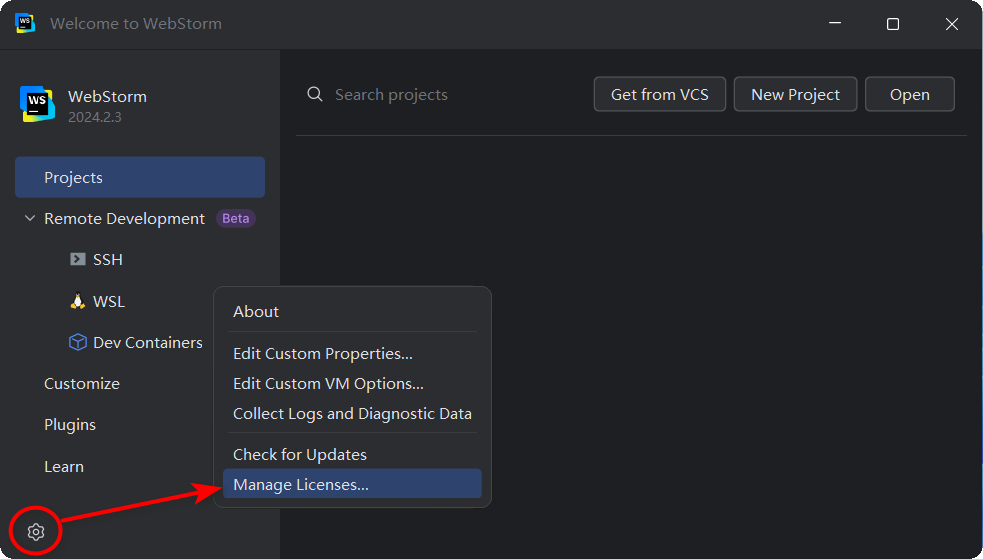 WS
Welcome to WebStorm
WS
WebStorm
2024.2.3
Search projects
Get from VCS
New Project
Open
Projects
Remote Development Beta
SSH
WSL
Dev Containers
Customize
Plugins
Learn
About
Edit Custom Properties...
Edit Custom VM Options...
Collect Logs and Diagnostic Data
Check for Updates
Manage Licenses...